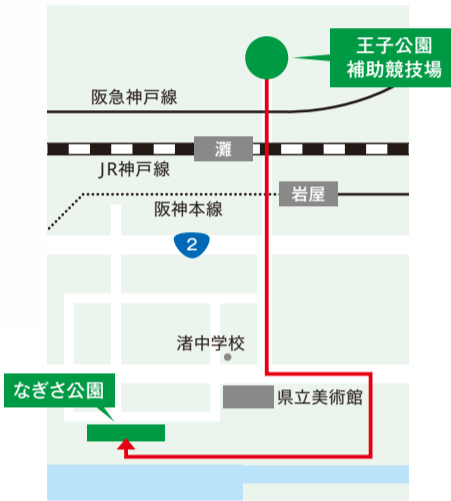 王子公園
補助競技場
阪急神戸線
灘
JR神戸線
岩屋
阪神本線
2
渚中学校
なぎさ公園
県立美術館